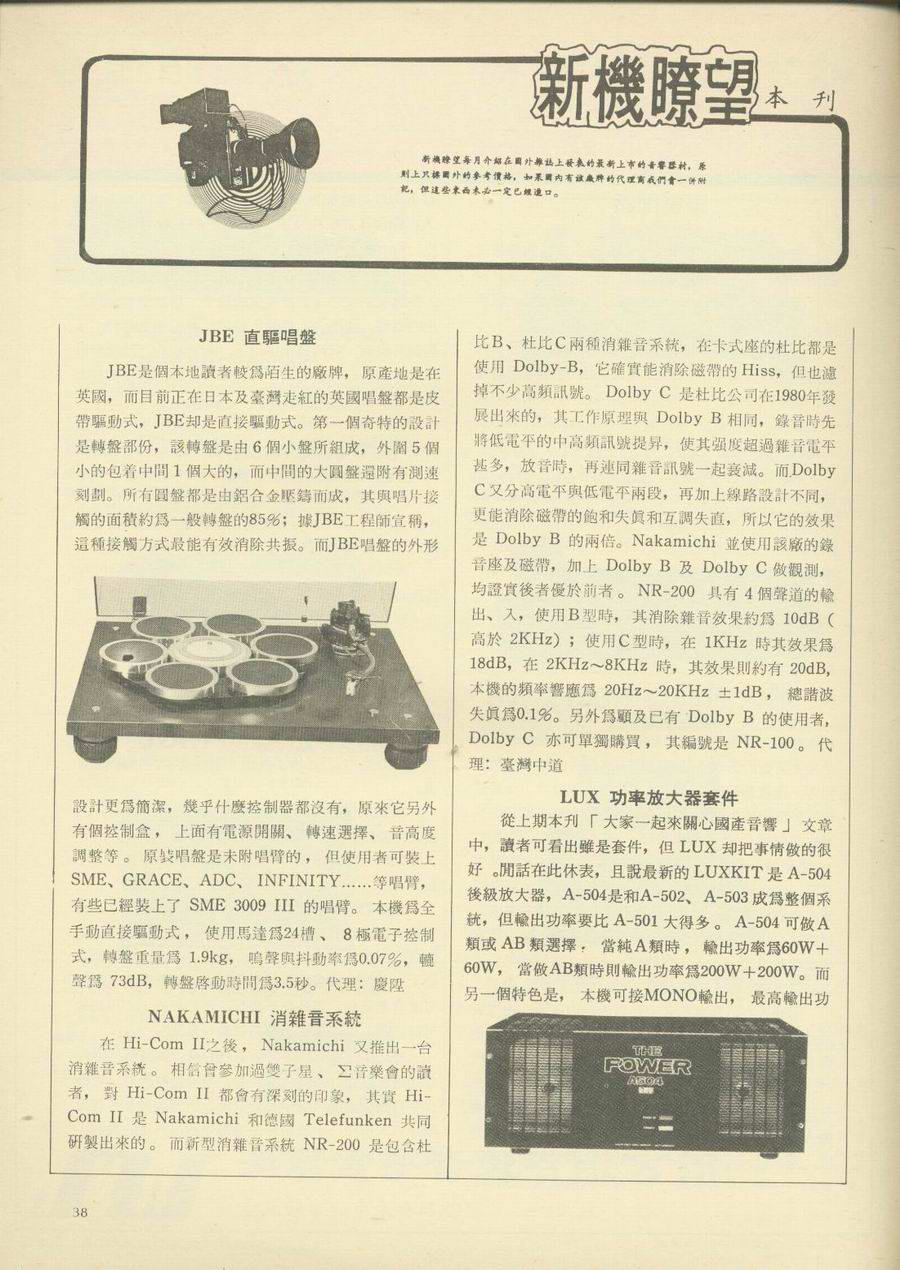 新機瞭望
本刊
新機瞭望每月介紹在國外雜誌上發表的最新上市的音響器材,原
則上只標國外的參考價格,如果國內有該廠牌的代理商我們會一併附
記,但這些東西未必一定已經進口。
JBE 直驅唱盤
JBE是個本地讀者較爲陌生的廠牌,原產地是在
英國,而目前正在日本及臺灣走紅的英國唱盤都是皮
帶驅動式,JBE却是直接驅動式。第一個奇特的設計
是轉盤部份,該轉盤是由6個小盤所組成,外圍5個
小的包着中間1個大的,而中間的大圓盤還附有測速
刻劃。所有圓盤都是由鋁合金壓鑄而成,其與唱片接
觸的面積約爲一般轉盤的85%;據JBE工程師宣稱,
這種接觸方式最能有效消除共振。而JBE唱盤的外形
設計更爲簡潔,幾乎什麼控制器都沒有,原來它另外
有個控制盒,上面有電源開關、轉速選擇、音高度
調整等。原裝唱盤是未附唱臂的,但使用者可裝上
SME、GRACE、ADC、INFINITY……等唱臂,
有些已經裝上了 SME 3009 III 的唱臂。本機爲全
手動直接驅動式,使用馬達爲24槽、8極電子控制
式,轉盤重量爲 1.9kg,鳴聲與抖動率爲0.07%,轆
聲爲 73dB,轉盤啓動時間爲3.5秒。代理:慶陞
NAKAMICHI 消雜音系統
在 Hi-Com II之後,Nakamichi 又推出一台
消雜音系統。相信曾參加過雙子星、Σ音樂會的讀
者,對 Hi-Com II 都會有深刻的印象,其實 Hi-
Com II 是 Nakamichi 和德國 Telefunken 共同
研製出來的。而新型消雜音系統 NR-200 是包含杜
比B、杜比C兩種消雜音系統,在卡式座的杜比都是
使用 Dolby-B,它確實能消除磁帶的 Hiss,但也濾
掉不少高頻訊號。Dolby C 是杜比公司在1980年發
展出來的,其工作原理與 Dolby B 相同,錄音時先
將低電平的中高頻訊號提昇,使其强度超過雜音電平
甚多,放音時,再連同雜音訊號一起衰減。而Dolby
C又分高電平與低電平兩段,再加上線路設計不同,
更能消除磁帶的飽和失眞和互調失直,所以它的效果
是 Dolby B 的兩倍。Nakamichi 並使用該廠的錄
音座及磁帶,加上 Dolby B 及 Dolby C 做觀測,
均證實後者優於前者。NR-200 具有4個聲道的輸
出、入,使用B型時,其消除雜音效果約爲 10dB(
高於 2KHz);使用C型時,在 1KHz 時其效果爲
18dB,在 2KHz~8KHz 時,其效果則約有 20dB,
本機的頻率響應爲 20Hz~20KHz ±1dB,總諧波
失眞爲0.1%。另外爲顧及已有 Dolby B 的使用者,
Dolby C 亦可單獨購買,其編號是 NR-100。代
理:臺灣中道
LUX 功率放大器套件
從上期本刊「大家一起來關心國產音響」文章
中,讀者可看出雖是套件,但 LUX 却把事情做的很
好。閒話在此休表,且說最新的 LUXKIT 是 A-504
後級放大器,A-504是和A-502、A-503成爲整個系
統,但輸出功率要比 A-501 大得多。A-504 可做A
類或 AB 類選擇,當純A類時,輸出功率爲60W+
60W,當做AB類時則輸出功率爲200W+200W。而
另一個特色是,本機可接MONO輸出,最高輸出功
THE
POWER
A504
38